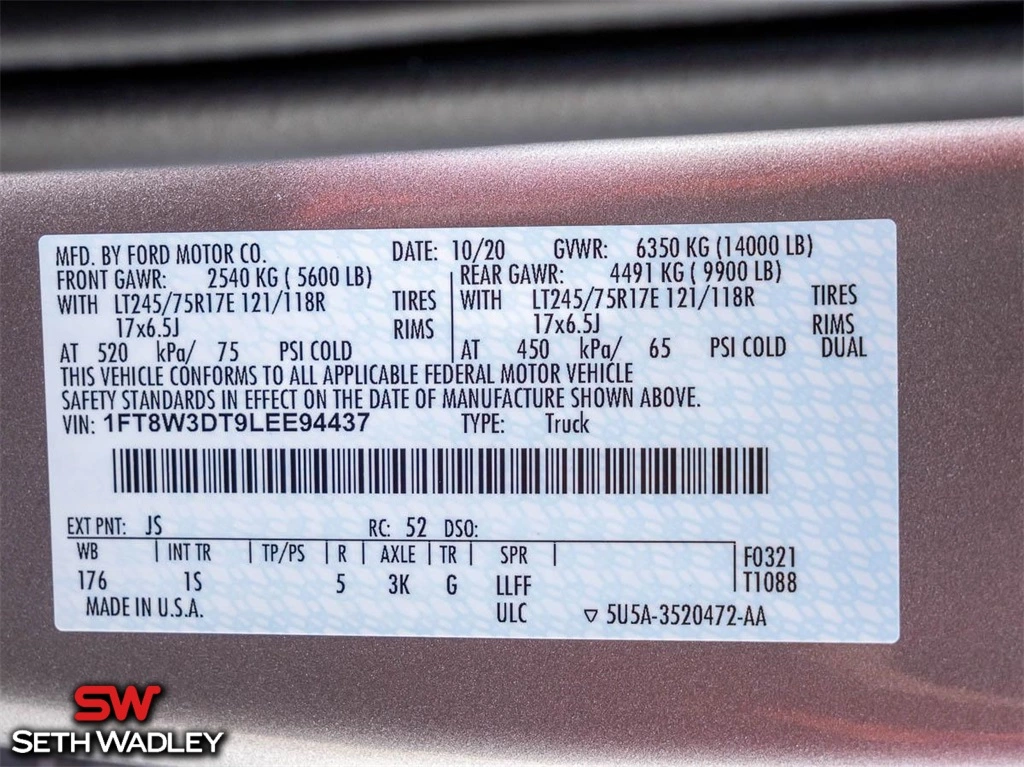 MFD. BY FORD MOTOR CO. DATE: 10/20 GVWR: 6350 KG (14000 LB)
FRONT GAWR: 2540 KG ( 5600 LB) REAR GAWR: 4491 KG ( 9900 LB)
WITH LT245/75R17E 121/118R TIRES WITH LT245/75R17E 121/118R TIRES
17x6.5J RIMS 17x6.5J RIMS
AT 520 kPa/ 75 PSI COLD AT 450 kPa/ 65 PSI COLD DUAL
THIS VEHICLE CONFORMS TO ALL APPLICABLE FEDERAL MOTOR VEHICLE
SAFETY STANDARDS IN EFFECT ON THE DATE OF MANUFACTURE SHOWN ABOVE.
VIN: 1FT8W3DT9LEE94437 TYPE: Truck
EXT PNT: JS RC: 52 DSO:
WB INT TR TP/PS R AXLE TR SPR F0321
176 1S 5 3K G LLFF T1088
MADE IN U.S.A. ULC ▽ 5U5A-3520472-AA
SW
SETH WADLEY